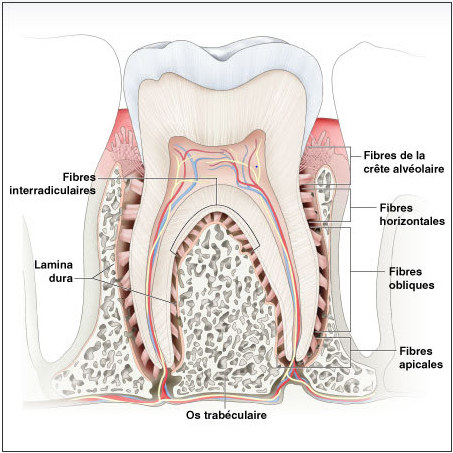 Fibres de la
crête alvéolaire
Fibres
interradiculaires
Fibres
horizontales
Lamina
dura
Fibres
obliques
Fibres
apicales
Os trabéculaire